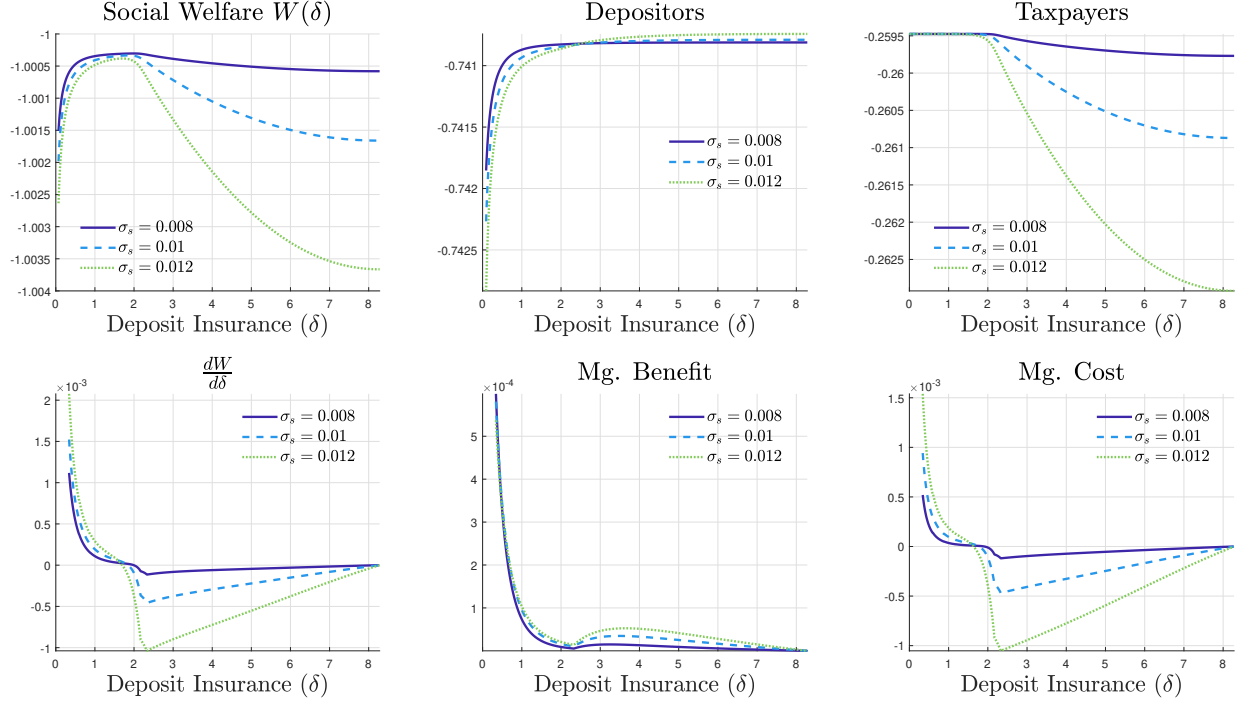 Social Welfare W(δ)
-1
-1.0005
-1.001
-1.0015
-1.002
-1.0025
-1.003
-1.0035
-1.004
σs = 0.008
σs = 0.01
σs = 0.012
0 1 2 3 4 5 6 7 8
Deposit Insurance (δ)
Depositors
-0.741
-0.7415
-0.742
-0.7425
σs = 0.008
σs = 0.01
σs = 0.012
0 1 2 3 4 5 6 7 8
Deposit Insurance (δ)
Taxpayers
-0.2595
-0.26
-0.2605
-0.261
-0.2615
-0.262
-0.2625
σs = 0.008
σs = 0.01
σs = 0.012
0 1 2 3 4 5 6 7 8
Deposit Insurance (δ)
dW
dδ
×10⁻³
2
1.5
1
0.5
0
-0.5
-1
σs = 0.008
σs = 0.01
σs = 0.012
0 1 2 3 4 5 6 7 8
Deposit Insurance (δ)
Mg. Benefit
×10⁻⁴
5
4
3
2
1
σs = 0.008
σs = 0.01
σs = 0.012
0 1 2 3 4 5 6 7 8
Deposit Insurance (δ)
Mg. Cost
×10⁻³
1.5
1
0.5
0
-0.5
-1
σs = 0.008
σs = 0.01
σs = 0.012
0 1 2 3 4 5 6 7 8
Deposit Insurance (δ)